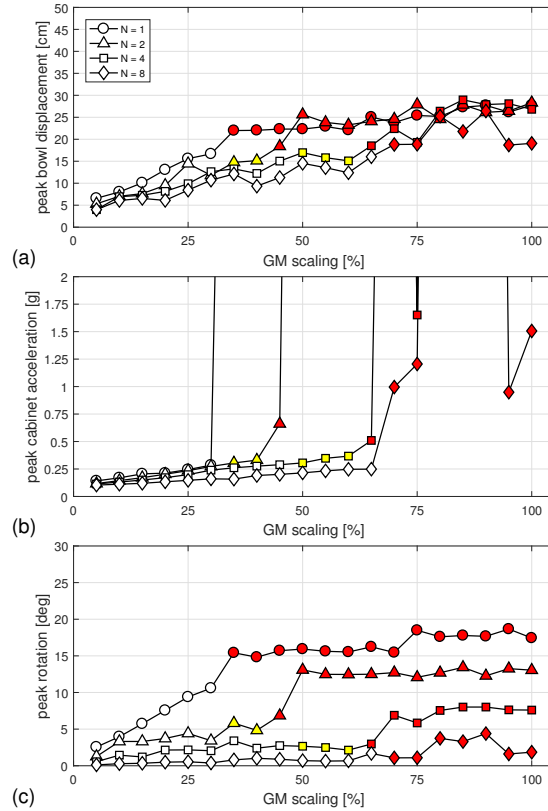 50
45
40
35
30
25
20
15
10
5
0
peak bowl displacement [cm]
N = 1
N = 2
N = 4
N = 8
0 25 50 75 100
GM scaling [%]
(a)
2
1.75
1.5
1.25
1
0.75
0.5
0.25
0
peak cabinet acceleration [g]
0 25 50 75 100
GM scaling [%]
(b)
30
25
20
15
10
5
0
peak rotation [deg]
0 25 50 75 100
GM scaling [%]
(c)